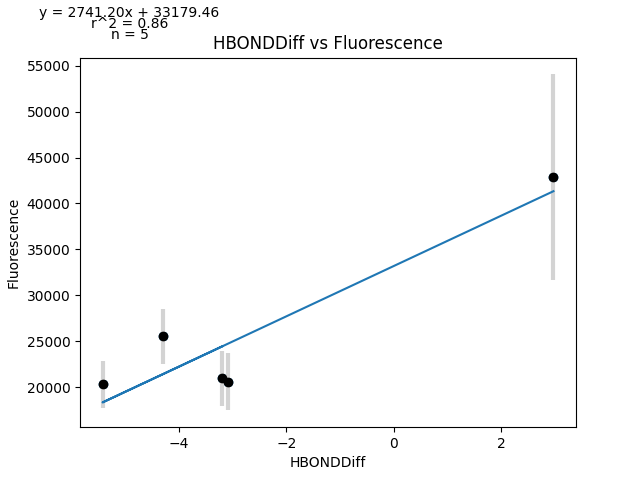 y = 2741.20x + 33179.46
r^2 = 0.86
n = 5
HBONDDiff vs Fluorescence
55000
50000
45000
40000
35000
30000
25000
20000
Fluorescence
−4
−2
0
2
HBONDDiff